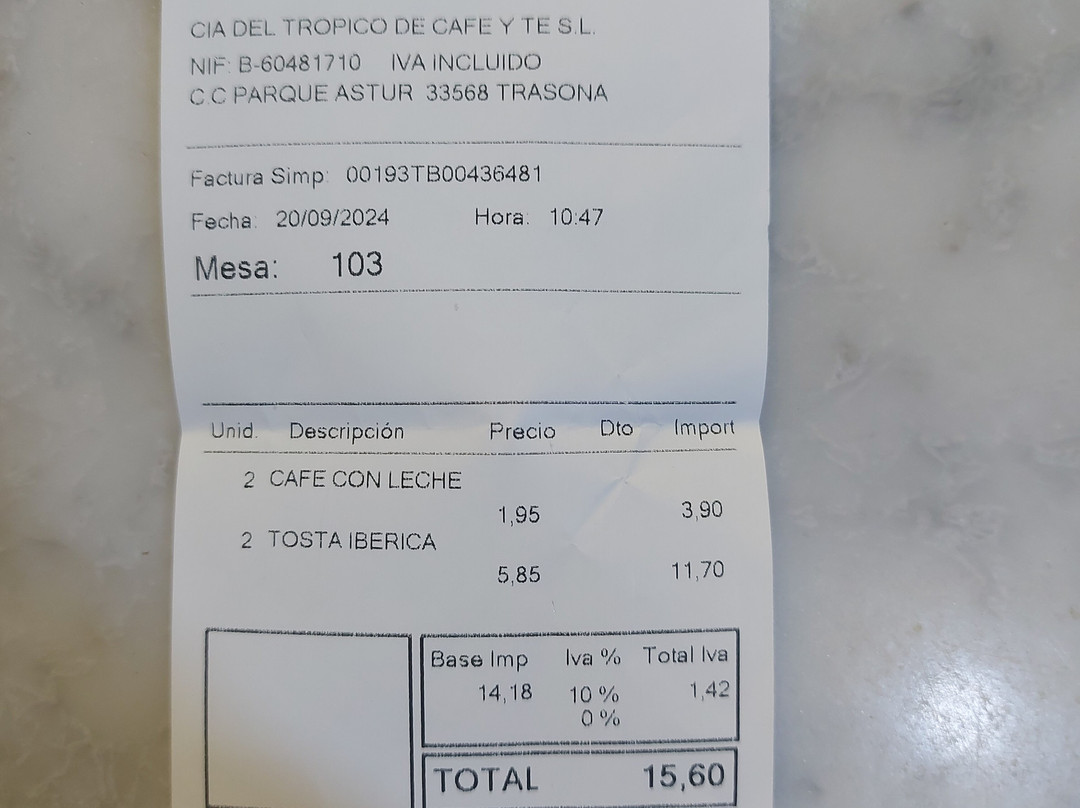 CIA DEL TROPICO DE CAFE Y TE S.L.
NIF: B-60481710 IVA INCLUIDO
C.C PARQUE ASTUR 33568 TRASONA
Factura Simp: 00193TB00436481
Fecha: 20/09/2024 Hora: 10:47
Mesa: 103
Unid. Descripción Precio Dto Import
2 CAFE CON LECHE
1,95 3,90
2 TOSTA IBERICA
5,85 11,70
Base Imp Iva % Total Iva
14,18 10 % 1,42
0 %
TOTAL 15,60